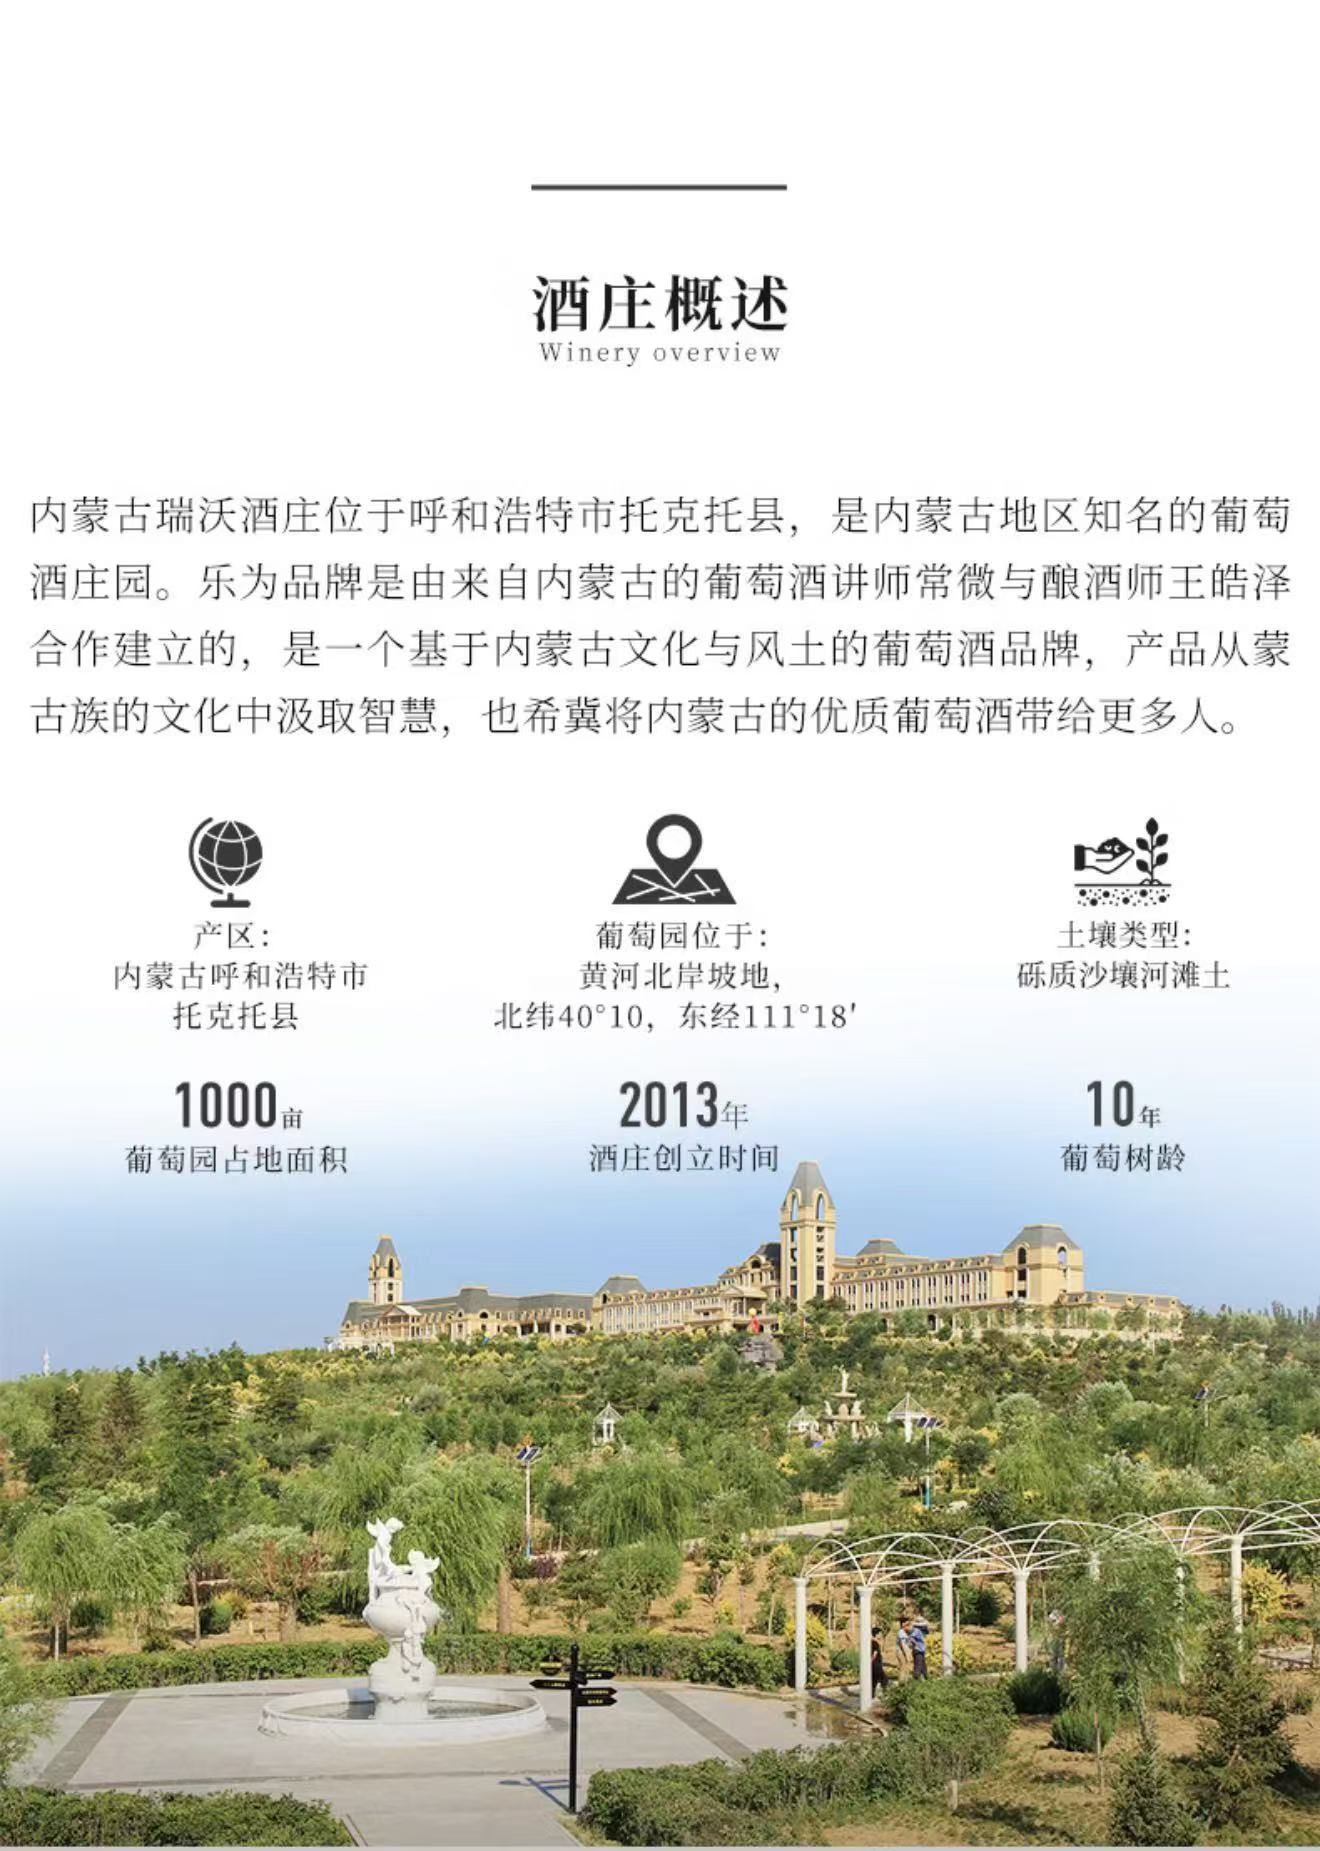 酒庄概述
Winery overview
内蒙古瑞沃酒庄位于呼和浩特市托克托县，是内蒙古地区知名的葡萄
酒庄园。乐为品牌是由来自内蒙古的葡萄酒讲师常微与酿酒师王皓泽
合作建立的，是一个基于内蒙古文化与风土的葡萄酒品牌，产品从蒙
古族的文化中汲取智慧，也希冀将内蒙古的优质葡萄酒带给更多人。
产区：
内蒙古呼和浩特市
托克托县
葡萄园位于：
黄河北岸坡地，
北纬40°10，东经111°18′
土壤类型：
砾质沙壤河滩土
1000亩
葡萄园占地面积
2013年
酒庄创立时间
10年
葡萄树龄